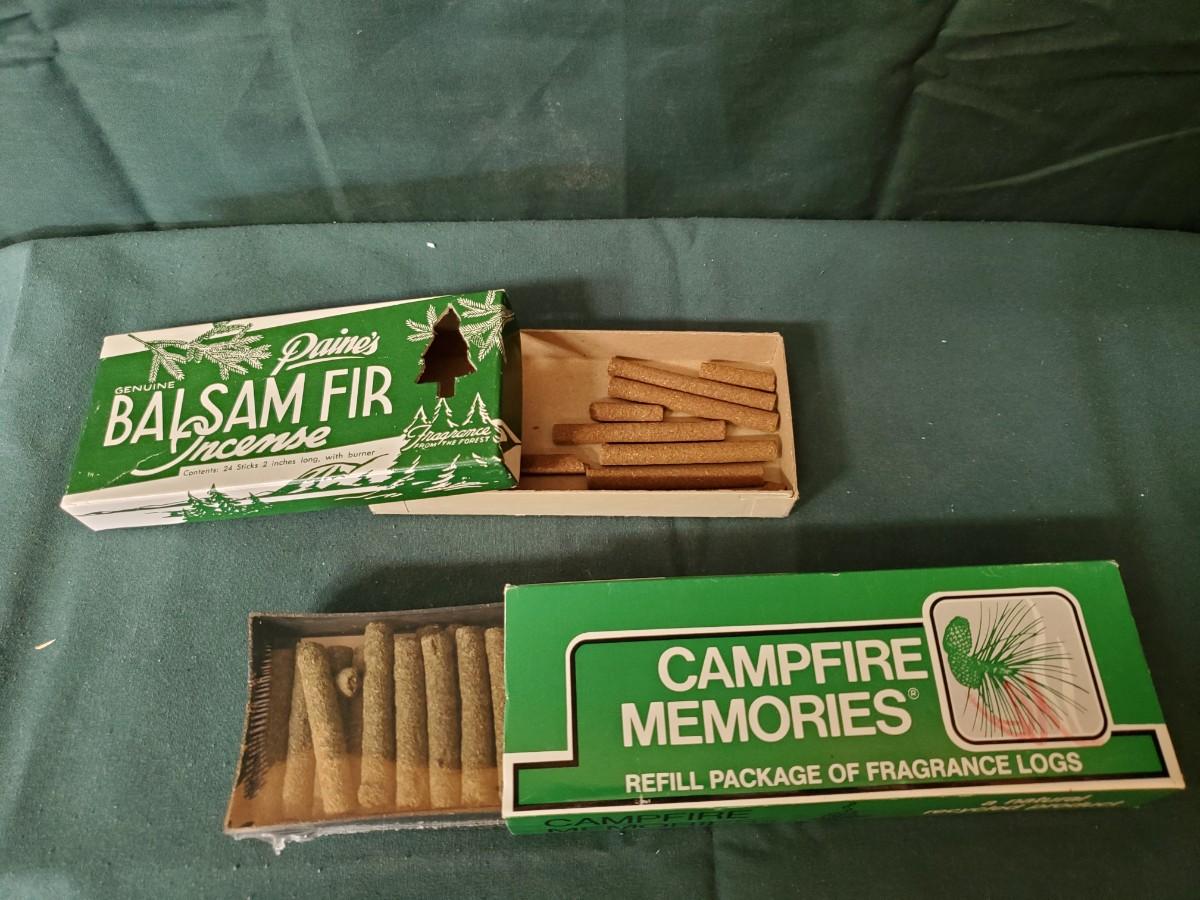 Paine's
GENUINE
BALSAM FIR
Incense
Contents: 24 Sticks 2 inches long, with burner
Fragrance
FROM THE FOREST
CAMPFIRE
MEMORIES®
REFILL PACKAGE OF FRAGRANCE LOGS
a natural
CAMPFIRE